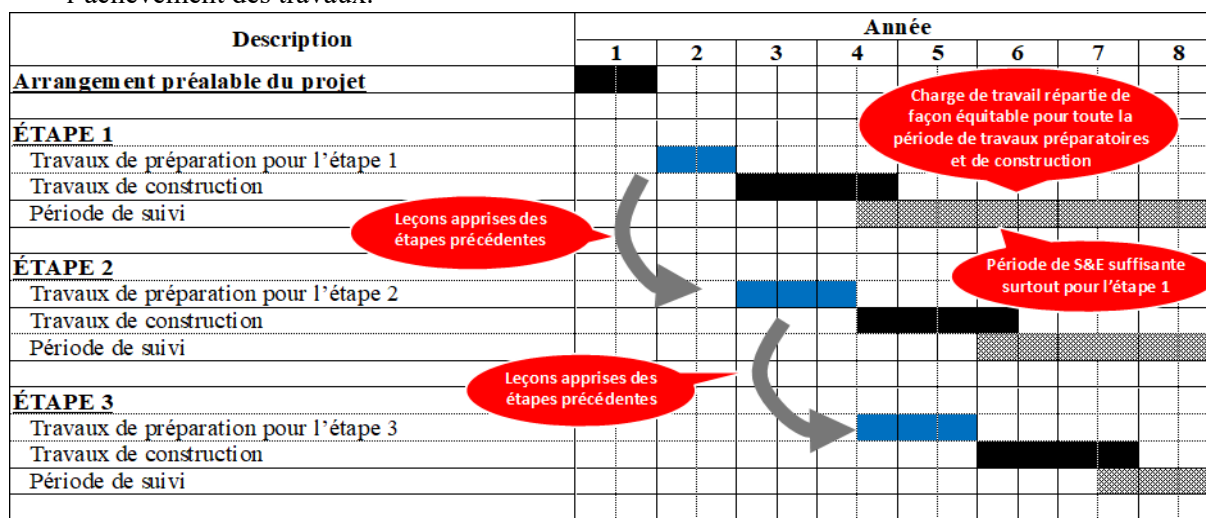 l'achèvement des travaux.
Description
Année
1 2 3 4 5 6 7 8
Arrangement préalable du projet
Charge de travail répartie de
façon équitable pour toute la
période de travaux préparatoires
et de construction
ÉTAPE 1
Travaux de préparation pour l'étape 1
Travaux de construction
Période de suivi
Leçons apprises des
étapes précédentes
Période de S&E suffisante
surtout pour l'étape 1
ÉTAPE 2
Travaux de préparation pour l'étape 2
Travaux de construction
Période de suivi
Leçons apprises des
étapes précédentes
ÉTAPE 3
Travaux de préparation pour l'étape 3
Travaux de construction
Période de suivi